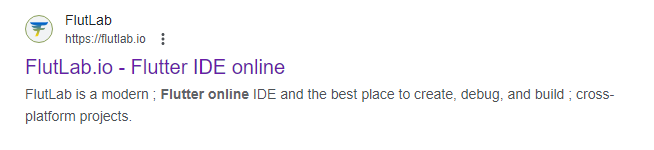 FlutLab
https://flutlab.io
FlutLab.io - Flutter IDE online
FlutLab is a modern ; Flutter online IDE and the best place to create, debug, and build ; cross-
platform projects.